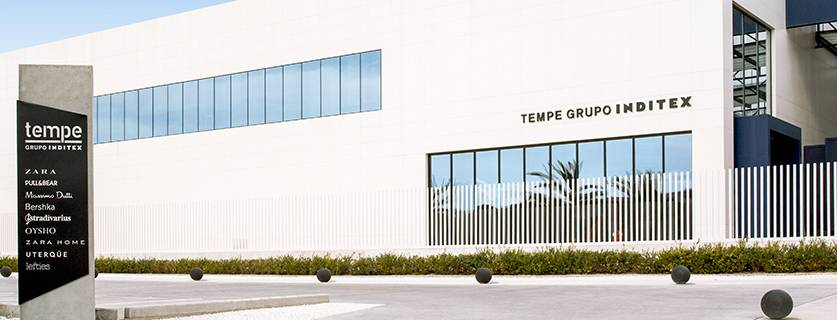 tempe
GRUPO INDITEX
ZARA
PULL&BEAR
Massimo Dutti
Bershka
Stradivarius
OYSHO
ZARA HOME
UTERQÜE
lefties
TEMPE GRUPO INDITEX